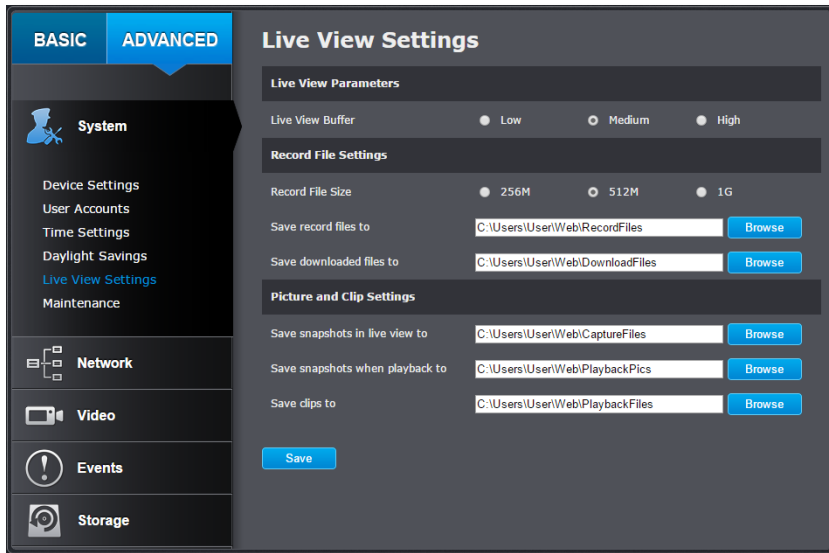 BASIC ADVANCED
System
Device Settings
User Accounts
Time Settings
Daylight Savings
Live View Settings
Maintenance
Network
Video
Events
Storage
Live View Settings
Live View Parameters
Live View Buffer Low Medium High
Record File Settings
Record File Size 256M 512M 1G
Save record files to C:\Users\User\Web\RecordFiles Browse
Save downloaded files to C:\Users\User\Web\DownloadFiles Browse
Picture and Clip Settings
Save snapshots in live view to C:\Users\User\Web\CaptureFiles Browse
Save snapshots when playback to C:\Users\User\Web\PlaybackPics Browse
Save clips to C:\Users\User\Web\PlaybackFiles Browse
Save